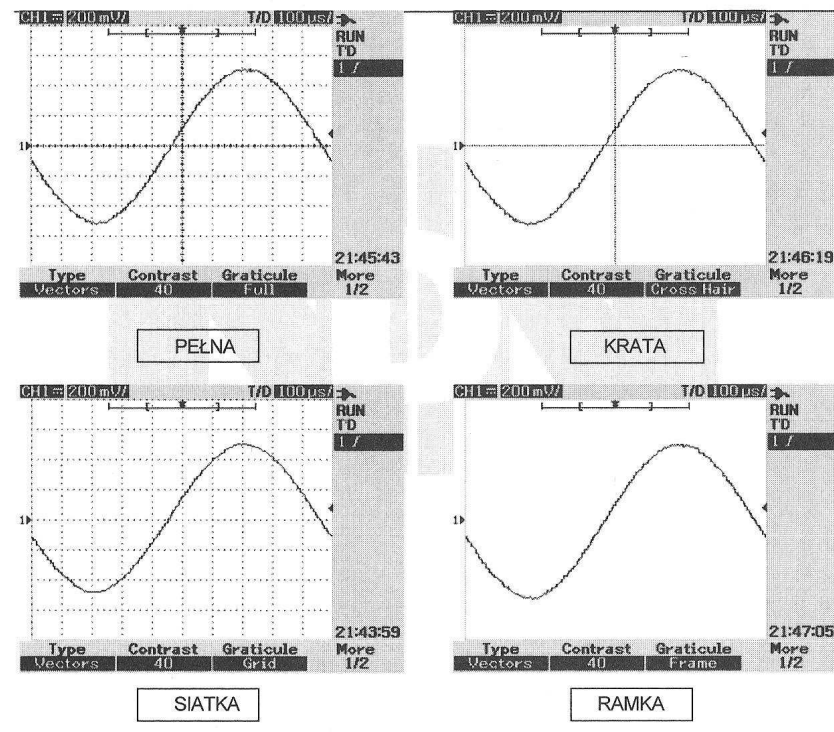 CH1 200 mV/ T/D 100 µs/
RUN
T'D
1
1
21:45:43
Type Contrast Graticule More
Vectors 40 Full 1/2
PEŁNA
CH1 200 mV/ T/D 100 µs/
RUN
T'D
1
1
21:46:19
Type Contrast Graticule More
Vectors 40 Cross Hair 1/2
KRATA
CH1 200 mV/ T/D 100 µs/
RUN
T'D
1
1
21:43:59
Type Contrast Graticule More
Vectors 40 Grid 1/2
SIATKA
CH1 200 mV/ T/D 100 µs/
RUN
T'D
1
1
21:47:05
Type Contrast Graticule More
Vectors 40 Frame 1/2
RAMKA